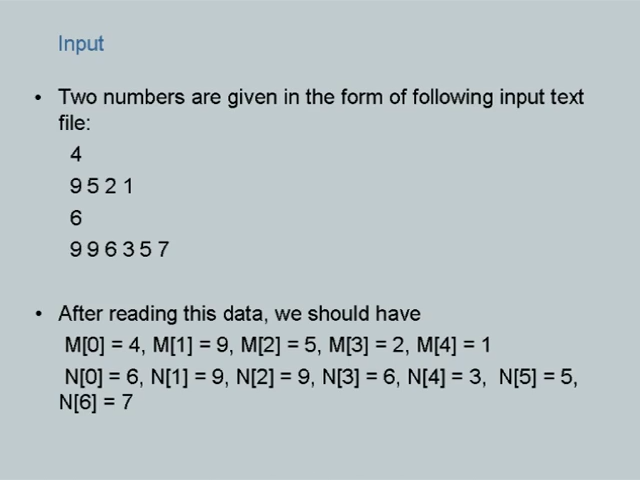 Input
• Two numbers are given in the form of following input text
file:
4
9 5 2 1
6
9 9 6 3 5 7
• After reading this data, we should have
M[0] = 4, M[1] = 9, M[2] = 5, M[3] = 2, M[4] = 1
N[0] = 6, N[1] = 9, N[2] = 9, N[3] = 6, N[4] = 3, N[5] = 5,
N[6] = 7